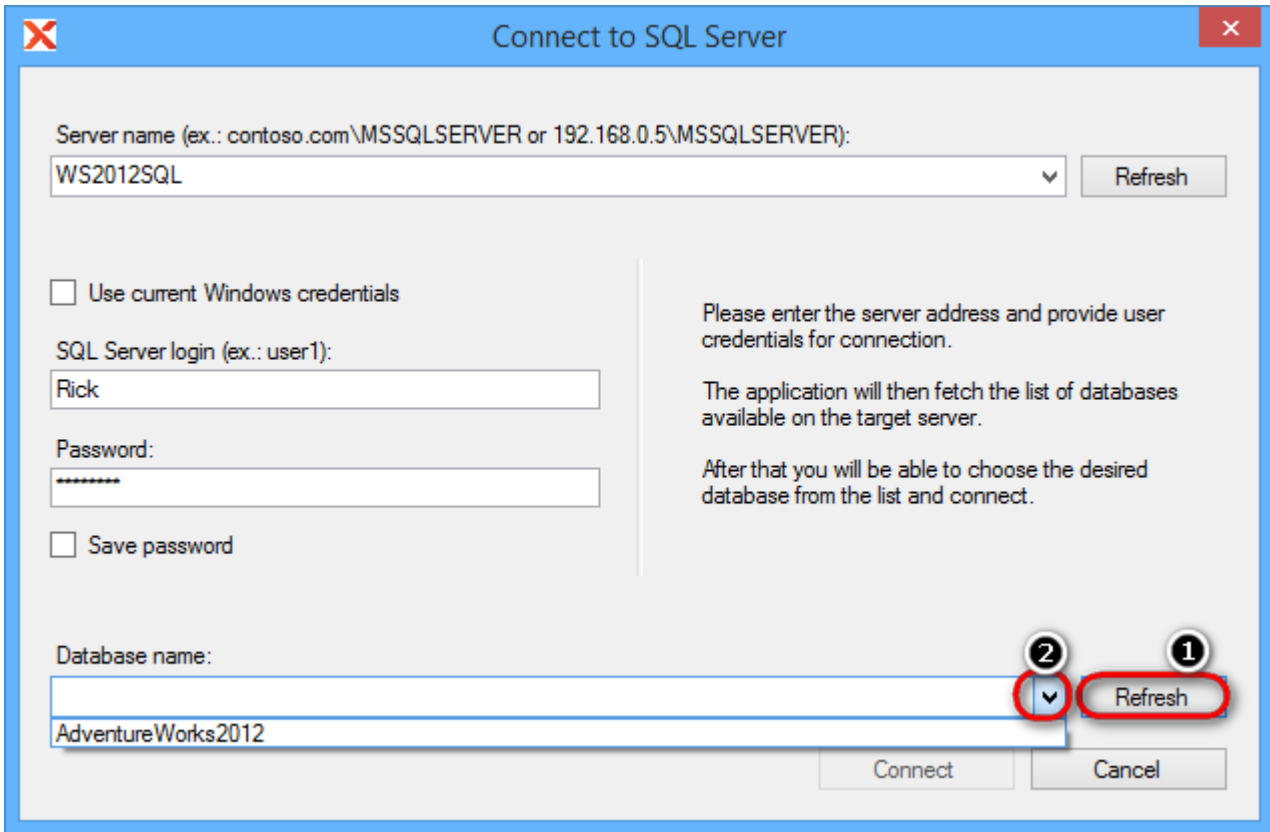 Connect to SQL Server
Server name (ex.: contoso.com\MSSQLSERVER or 192.168.0.5\MSSQLSERVER):
WS2012SQL
Refresh
Use current Windows credentials
SQL Server login (ex.: user1):
Rick
Password:
********
Save password
Please enter the server address and provide user
credentials for connection.
The application will then fetch the list of databases
available on the target server.
After that you will be able to choose the desired
database from the list and connect.
Database name:
2
1
Refresh
AdventureWorks2012
Connect
Cancel